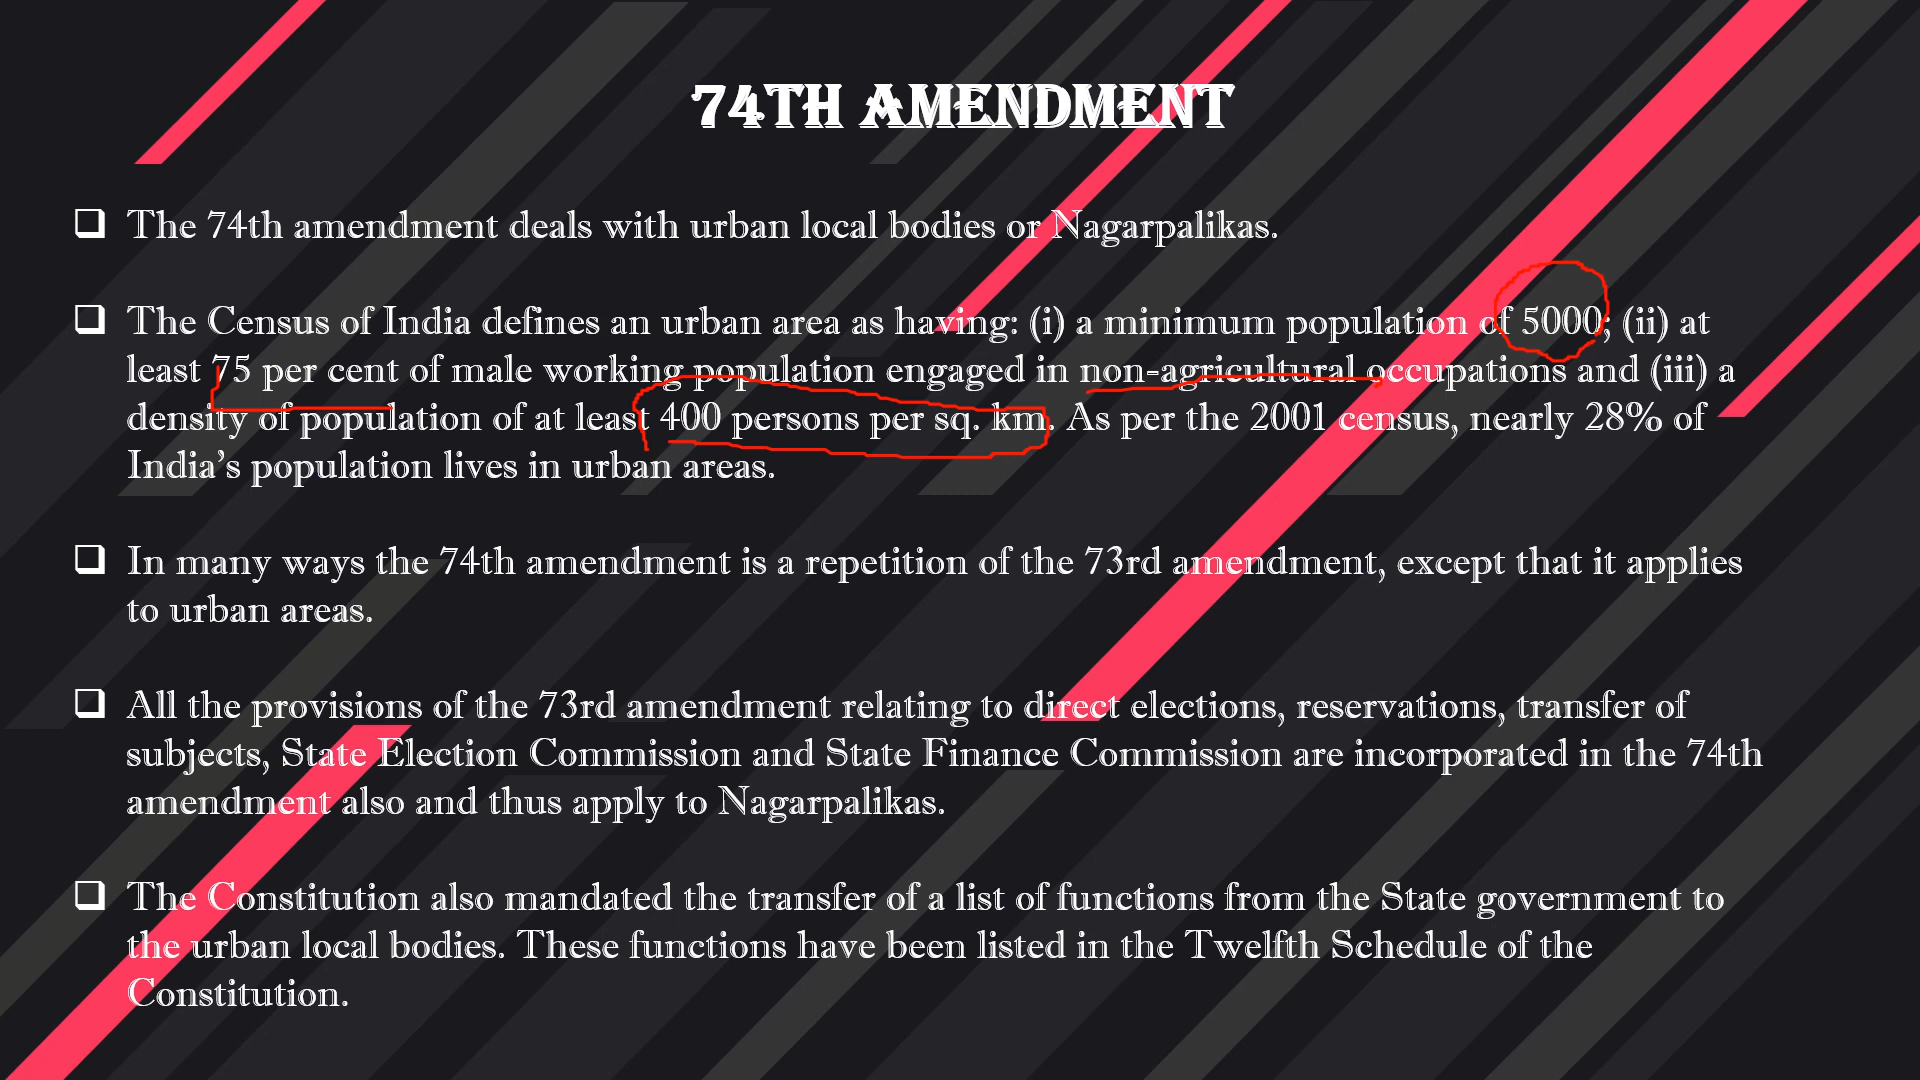 74TH AMENDMENT
The 74th amendment deals with urban local bodies or Nagarpalikas.
The Census of India defines an urban area as having: (i) a minimum population of 5000; (ii) at
least 75 per cent of male working population engaged in non-agricultural occupations and (iii) a
density of population of at least 400 persons per sq. km. As per the 2001 census, nearly 28% of
India’s population lives in urban areas.
In many ways the 74th amendment is a repetition of the 73rd amendment, except that it applies
to urban areas.
All the provisions of the 73rd amendment relating to direct elections, reservations, transfer of
subjects, State Election Commission and State Finance Commission are incorporated in the 74th
amendment also and thus apply to Nagarpalikas.
The Constitution also mandated the transfer of a list of functions from the State government to
the urban local bodies. These functions have been listed in the Twelfth Schedule of the
Constitution.